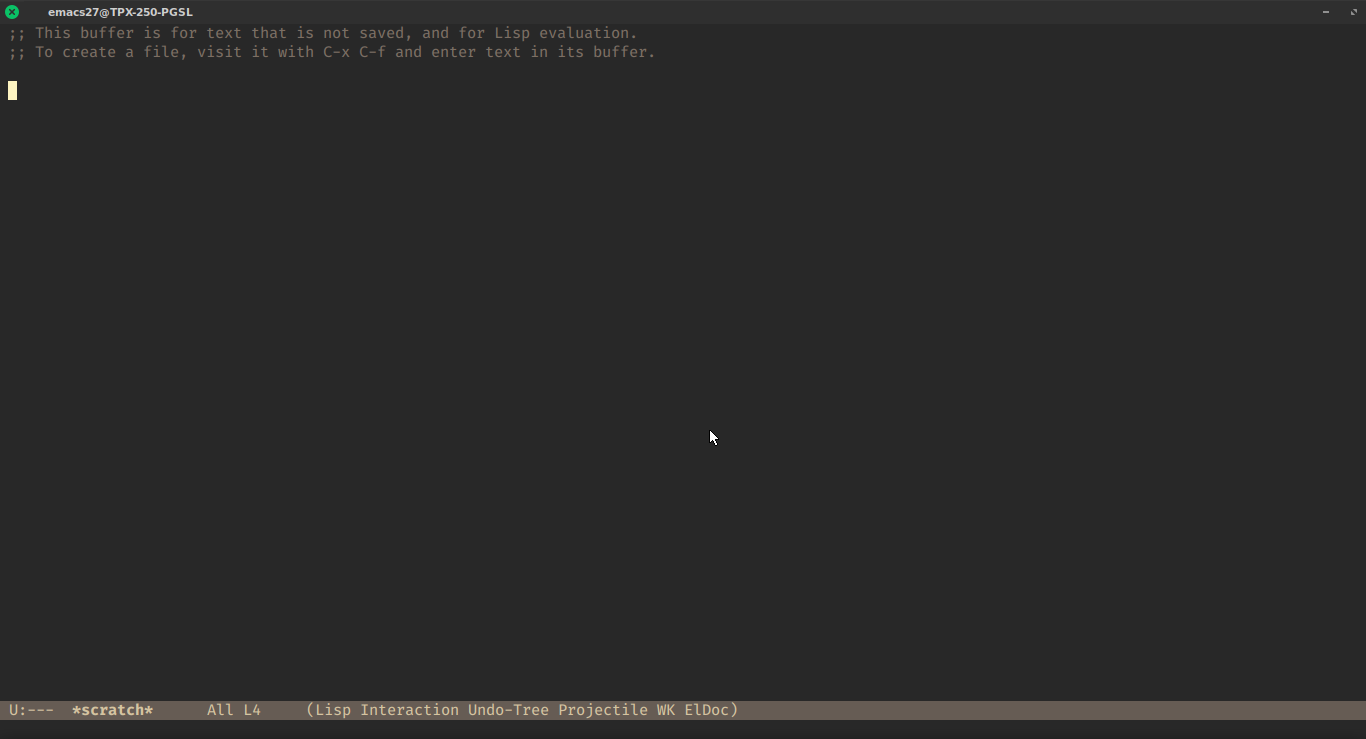 emacs27@TPX-250-PGSL
;; This buffer is for text that is not saved, and for Lisp evaluation.
;; To create a file, visit it with C-x C-f and enter text in its buffer.
U:---  *scratch*      All L4     (Lisp Interaction Undo-Tree Projectile WK ElDoc)